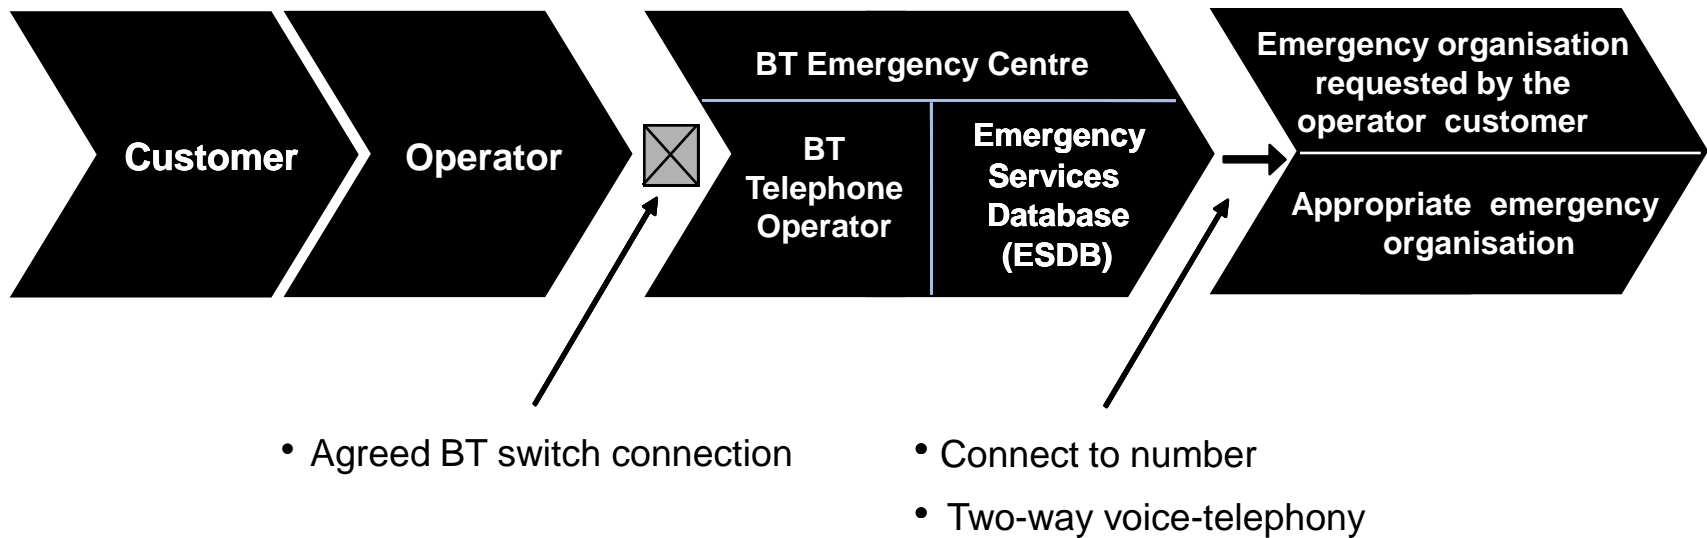 Customer
Operator
BT Emergency Centre
BT
Telephone
Operator
Emergency
Services
Database
(ESDB)
Emergency organisation
requested by the
operator customer
Appropriate emergency
organisation
• Agreed BT switch connection
• Connect to number
• Two-way voice-telephony